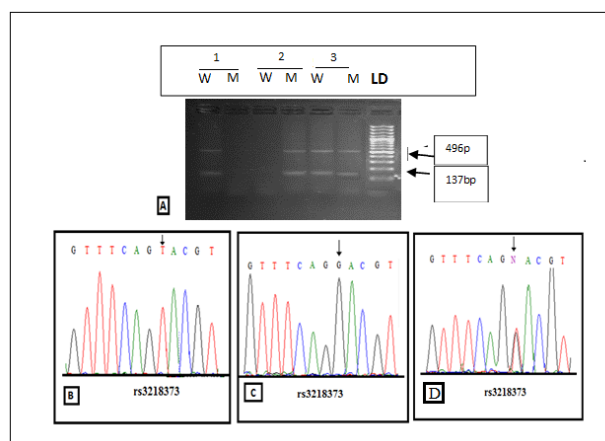 1 2 3
W M W M W M LD
496p
137bp
A
G T T T C A G T A C G T
G T T T C A G G A C G T
G T T T C A G N A C G T
B rs3218373
C rs3218373
D rs3218373